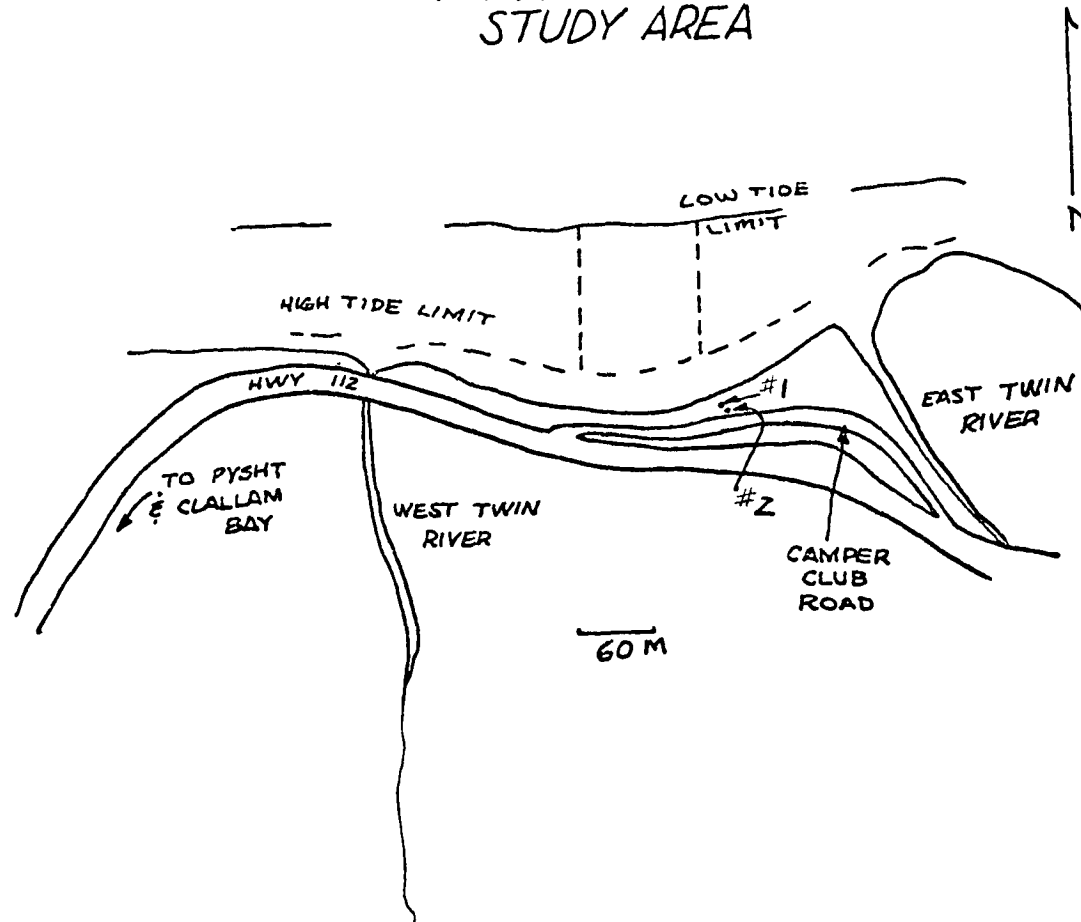 STUDY AREA
LOW TIDE
LIMIT
HIGH TIDE LIMIT
HWY 112
#1
EAST TWIN
RIVER
TO PYSHT
& CLALLAM
BAY
WEST TWIN
RIVER
#2
CAMPER
CLUB
ROAD
60 M